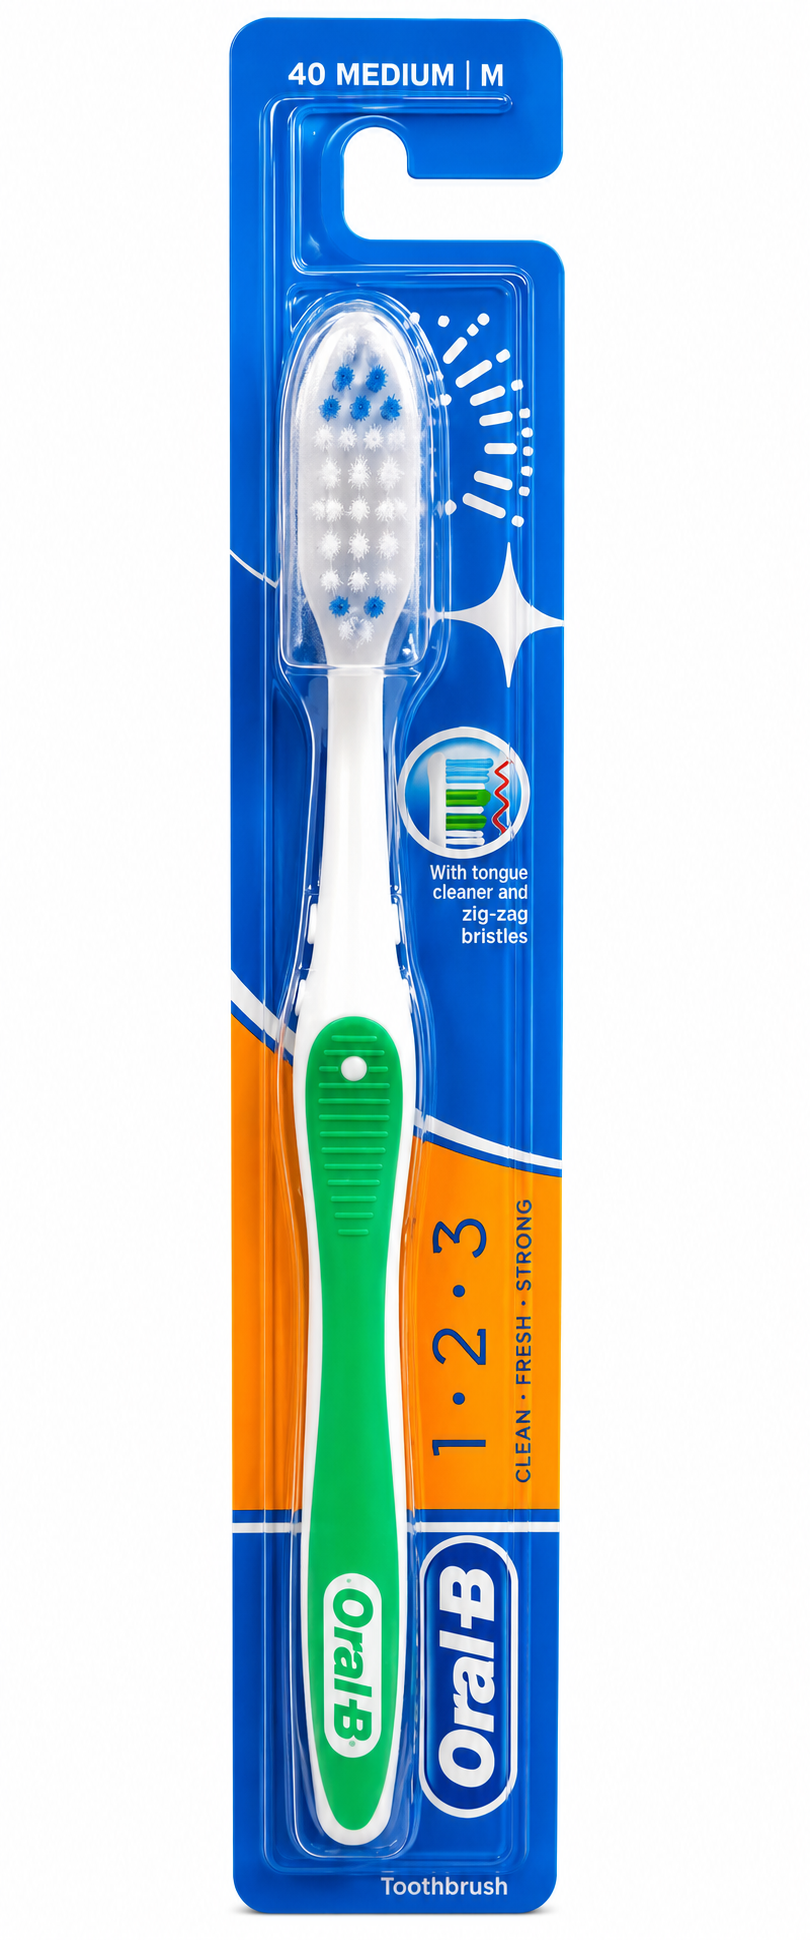 40 MEDIUM | M
With tongue
cleaner and
zig-zag
bristles
1 • 2 • 3
CLEAN • FRESH • STRONG
Oral-B
Oral-B
Toothbrush